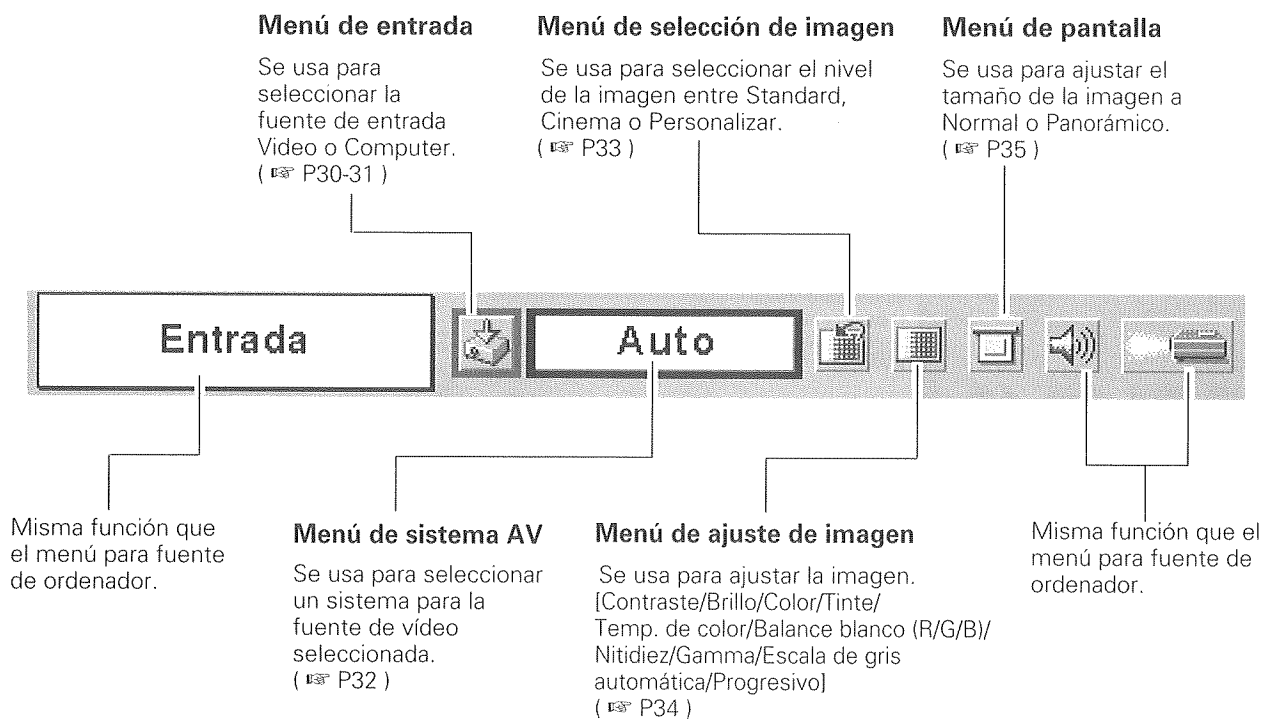 Menú de entrada
Se usa para
seleccionar la
fuente de entrada
Video o Computer.
( ☞ P30-31 )
Menú de selección de imagen
Se usa para seleccionar el nivel
de la imagen entre Standard,
Cinema o Personalizar.
( ☞ P33 )
Menú de pantalla
Se usa para ajustar el
tamaño de la imagen a
Normal o Panorámico.
( ☞ P35 )
Entrada
Auto
Misma función que
el menú para fuente
de ordenador.
Menú de sistema AV
Se usa para seleccionar
un sistema para la
fuente de vídeo
seleccionada.
( ☞ P32 )
Menú de ajuste de imagen
Se usa para ajustar la imagen.
[Contraste/Brillo/Color/Tinte/
Temp. de color/Balance blanco (R/G/B)/
Nitidiez/Gamma/Escala de gris
automática/Progresivo]
( ☞ P34 )
Misma función que el
menú para fuente de
ordenador.